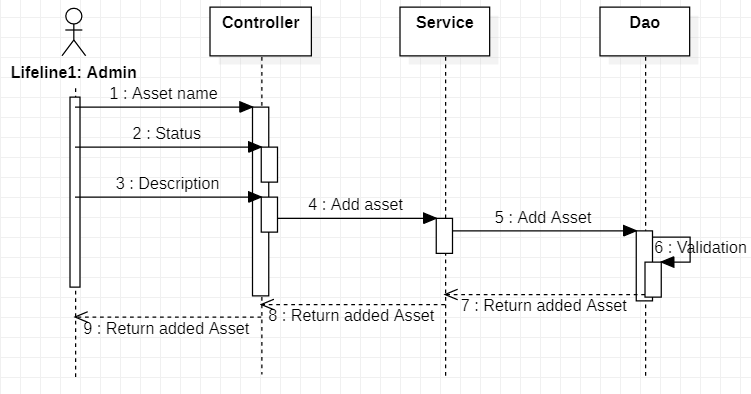 Controller
Service
Dao
Lifeline1: Admin
1 : Asset name
2 : Status
3 : Description
4 : Add asset
5 : Add Asset
6 : Validation
7 : Return added Asset
8 : Return added Asset
9 : Return added Asset